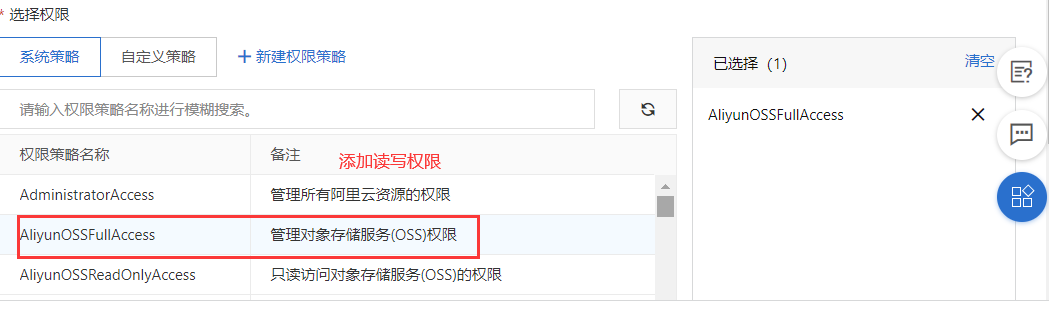 * 选择权限
系统策略 自定义策略 + 新建权限策略
请输入权限策略名称进行模糊搜索。
权限策略名称 备注 添加读写权限
AdministratorAccess 管理所有阿里云资源的权限
AliyunOSSFullAccess 管理对象存储服务(OSS)权限
AliyunOSSReadOnlyAccess 只读访问对象存储服务(OSS)的权限
已选择（1） 清空
AliyunOSSFullAccess